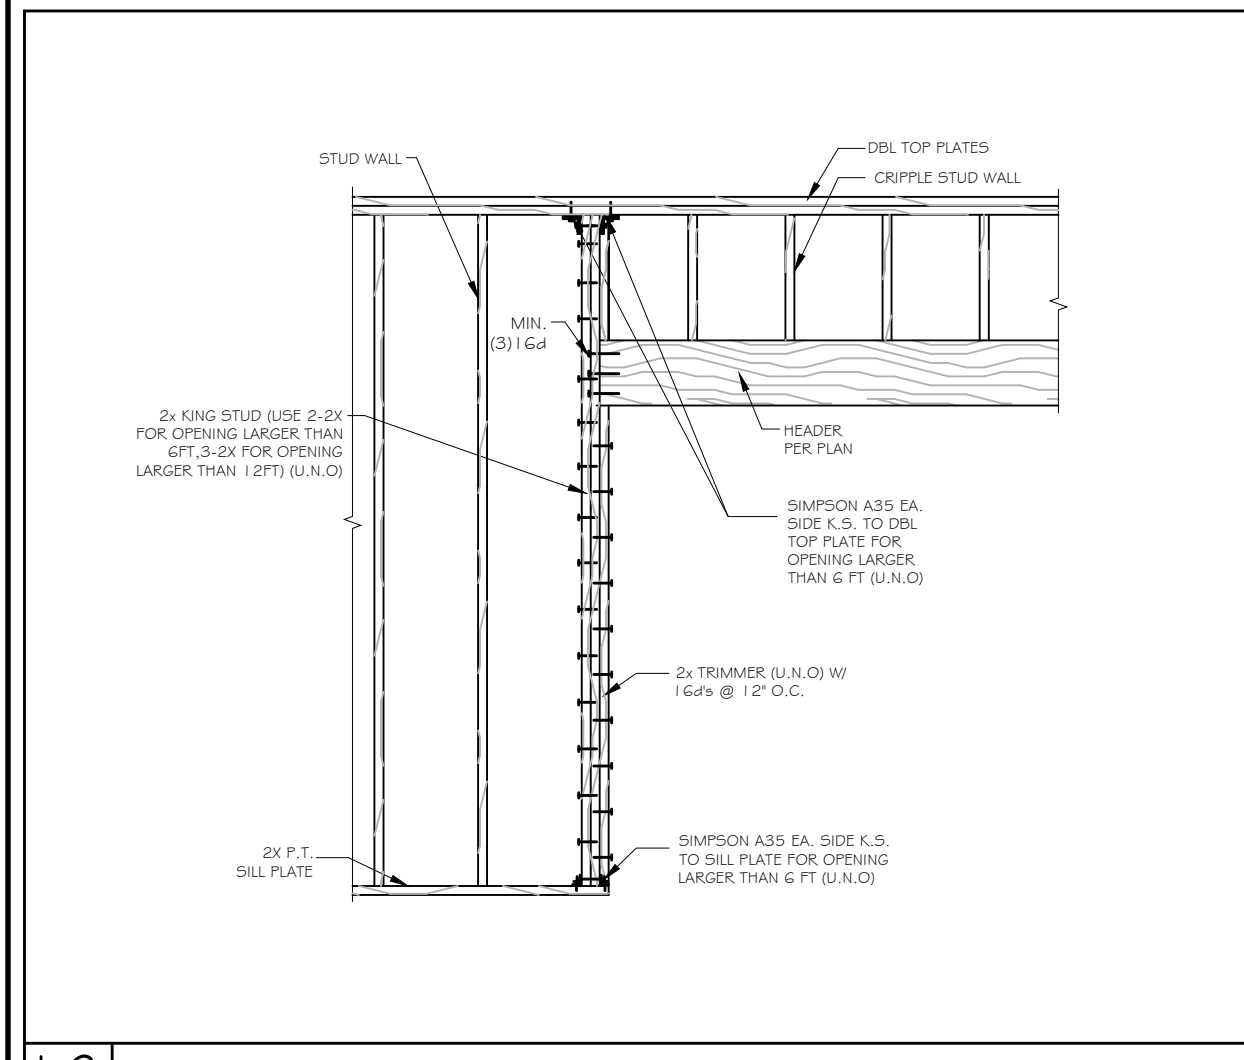 STUD WALL
DBL TOP PLATES
CRIPPLE STUD WALL
MIN.
(3)16d
2x KING STUD (USE 2-2X
FOR OPENING LARGER THAN
6FT,3-2X FOR OPENING
LARGER THAN 12FT) (U.N.O)
HEADER
PER PLAN
SIMPSON A35 EA.
SIDE K.S. TO DBL
TOP PLATE FOR
OPENING LARGER
THAN 6 FT (U.N.O)
2x TRIMMER (U.N.O) W/
16d's @ 12" O.C.
2X P.T.
SILL PLATE
SIMPSON A35 EA. SIDE K.S.
TO SILL PLATE FOR OPENING
LARGER THAN 6 FT (U.N.O)